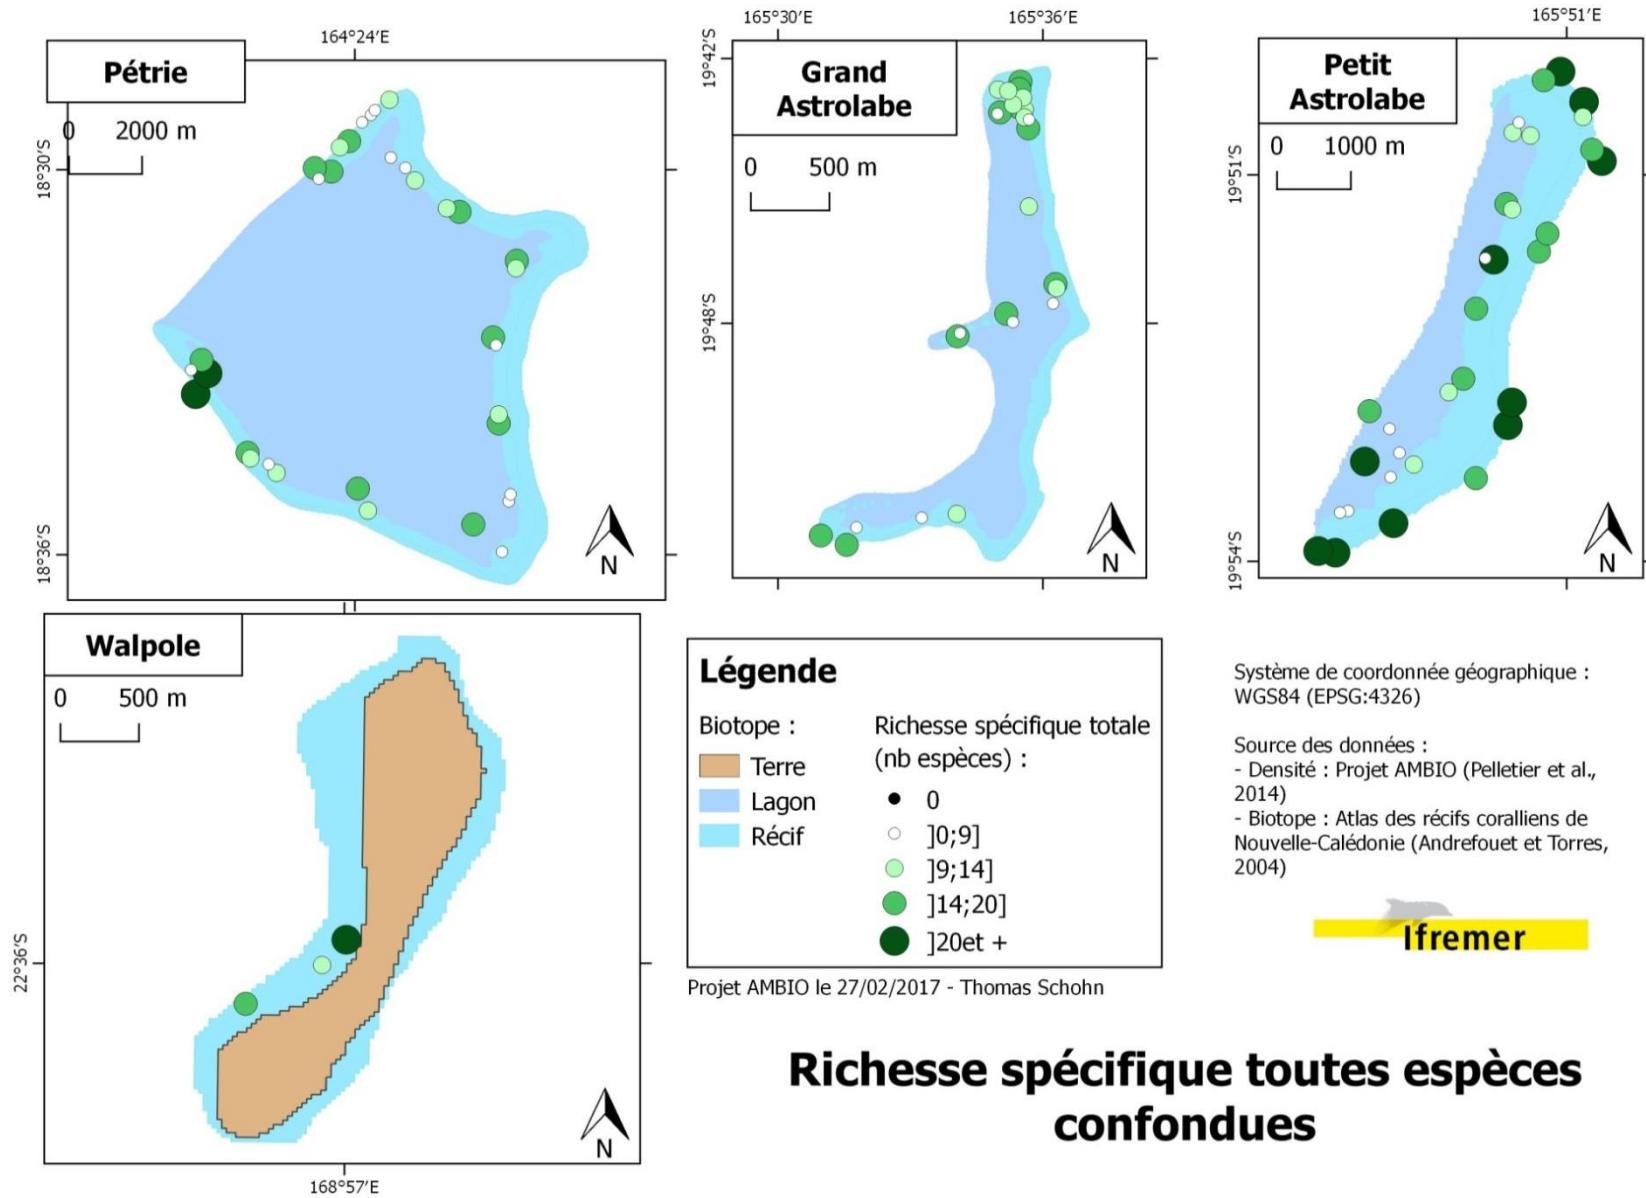 Pétrie
164°24′E
0 2000 m
18°30′S
18°36′S
N
Grand
Astrolabe
165°30′E
165°36′E
19°42′S
0 500 m
19°48′S
N
Petit
Astrolabe
165°51′E
0 1000 m
19°51′S
19°54′S
N
Walpole
0 500 m
22°36′S
168°57′E
N
Légende
Biotope :
Terre
Lagon
Récif
Richesse spécifique totale
(nb espèces) :
0
]0;9]
]9;14]
]14;20]
]20et +
Projet AMBIO le 27/02/2017 - Thomas Schohn
Système de coordonnée géographique :
WGS84 (EPSG:4326)
Source des données :
- Densité : Projet AMBIO (Pelletier et al.,
2014)
- Biotope : Atlas des récifs coralliens de
Nouvelle-Calédonie (Andrefouet et Torres,
2004)
Ifremer
Richesse spécifique toutes espèces
confondues